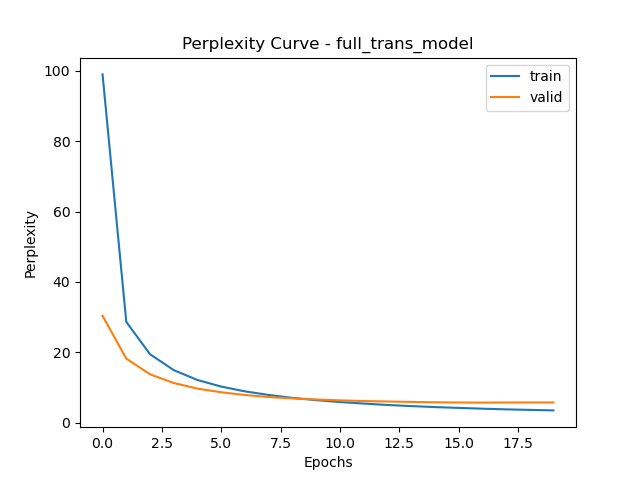 Perplexity Curve - full_trans_model
train
valid
Perplexity
100
80
60
40
20
0
0.0 2.5 5.0 7.5 10.0 12.5 15.0 17.5
Epochs